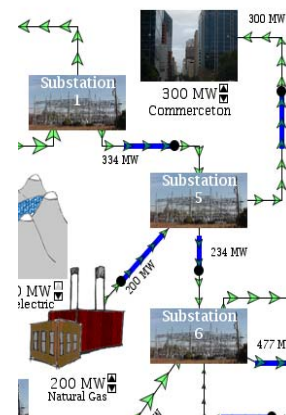 300 MW
Substation
1
300 MW
Commerceton
334 MW
Substation
5
234 MW
200 MW
0 MW
electric
Substation
6
477 M
200 MW
Natural Gas